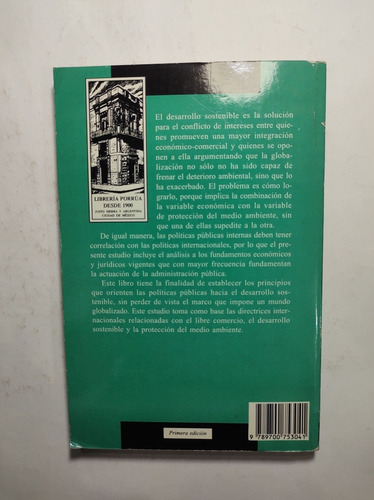 El desarrollo sostenible es la solución
para el conflicto de intereses entre quie-
nes promueven una mayor integración
económico-comercial y quienes se opo-
nen a ella argumentando que la globa-
lización no sólo no ha sido capaz de
frenar el deterioro ambiental, sino que lo
ha exacerbado. El problema es cómo lo-
grarlo, porque implica la combinación de
la variable económica con la variable
de protección del medio ambiente, sin
que una de ellas supedite a la otra.
LIBRERÍA PORRÚA
DESDE 1900
JUSTO SIERRA Y ARGENTINA
CIUDAD DE MÉXICO
De igual manera, las políticas públicas internas deben tener
correlación con las políticas internacionales, por lo que el pre-
sente estudio incluye el análisis a los fundamentos económicos
y jurídicos vigentes que con mayor frecuencia fundamentan
la actuación de la administración pública.
Este libro tiene la finalidad de establecer los principios
que orienten las políticas públicas hacia el desarrollo sos-
tenible, sin perder de vista el marco que impone un mundo
globalizado. Este estudio toma como base las directrices inter-
nacionales relacionadas con el libre comercio, el desarrollo
sostenible y la protección del medio ambiente.
Primera edición
9 789700 753041